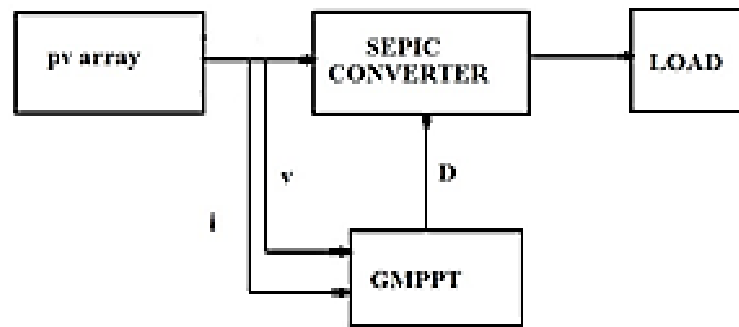 pv array
SEPIC
CONVERTER
LOAD
v
D
i
GMPPT